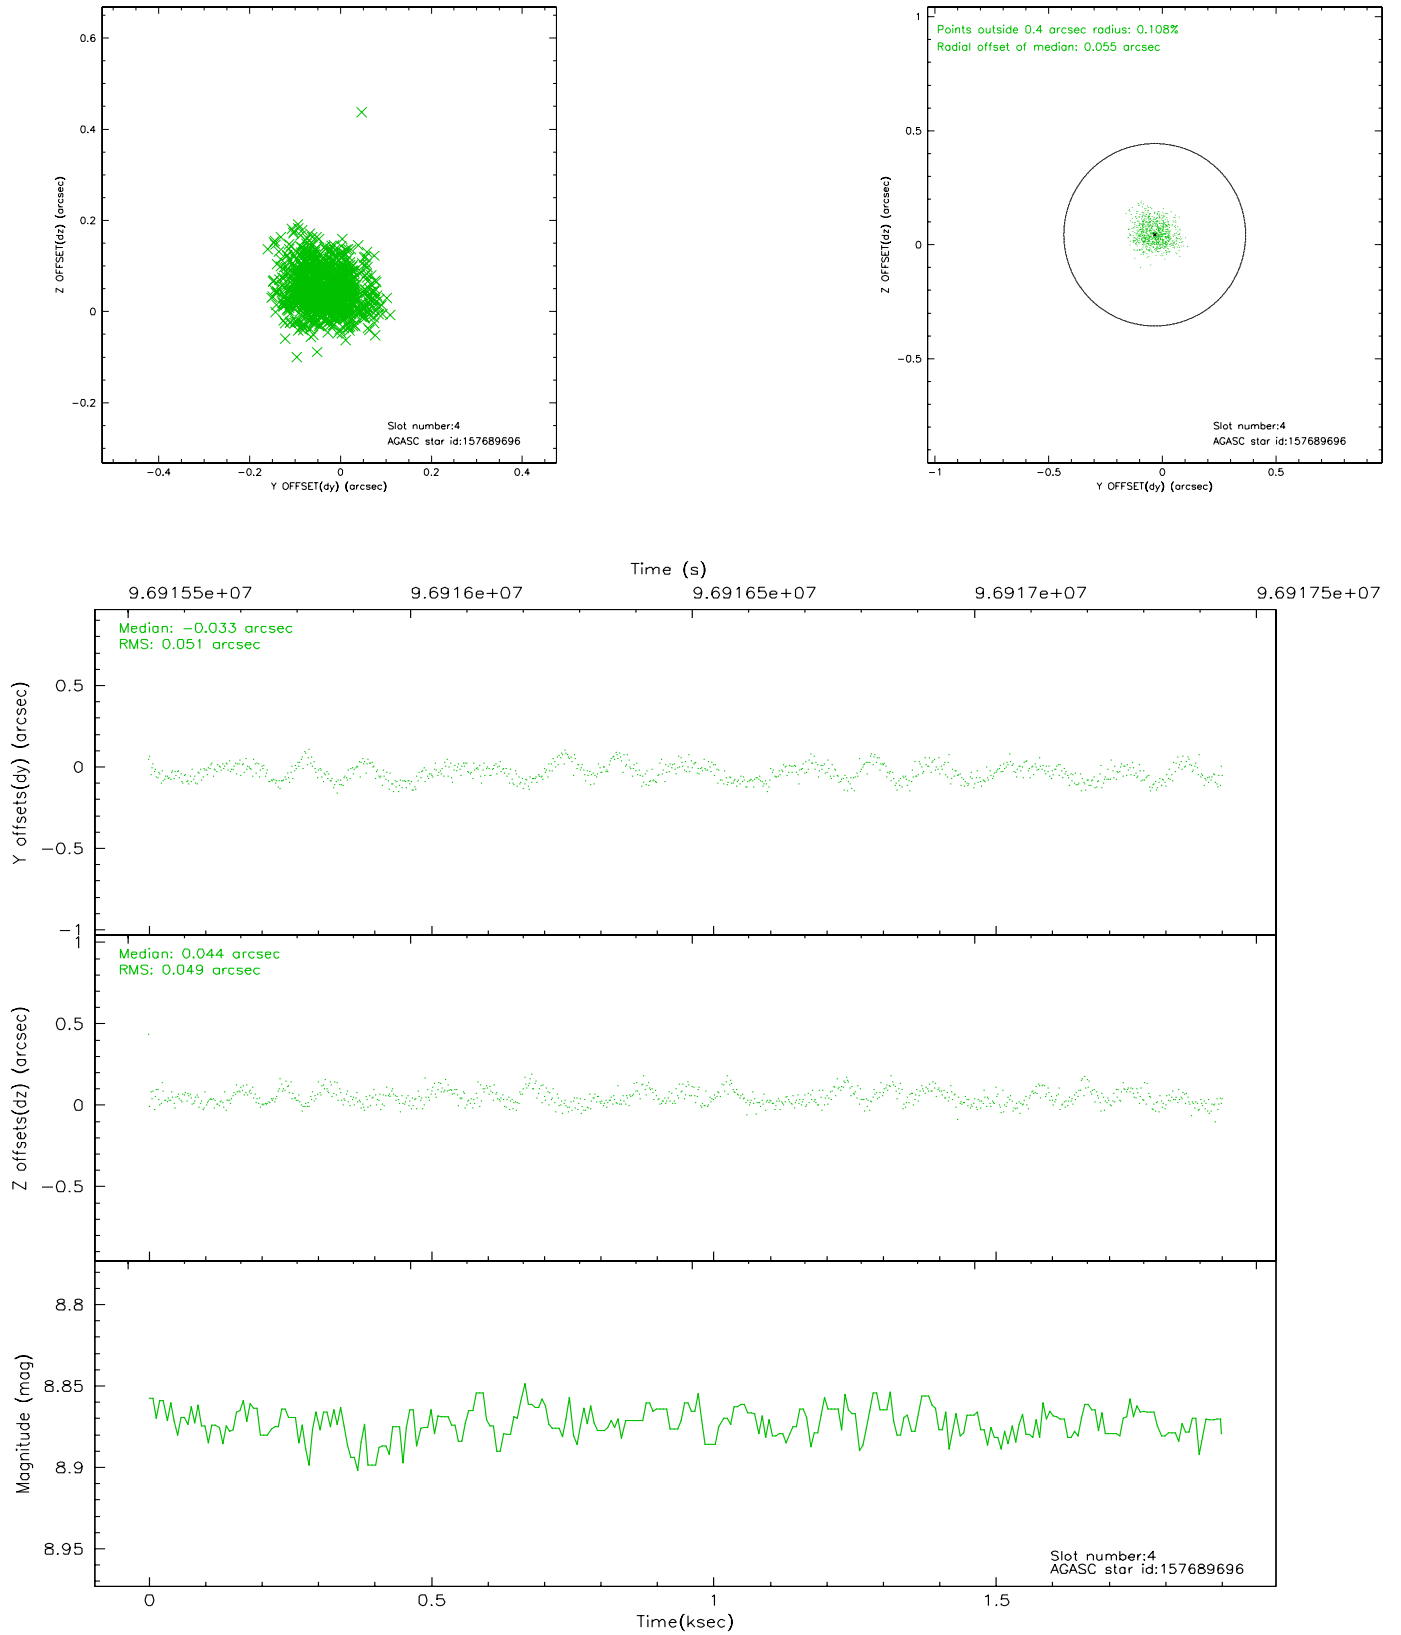 0.6
0.4
0.2
0
−0.2
Z OFFSET(dz) (arcsec)
Slot number:4
AGASC star id:157689696
−0.4 −0.2 0 0.2 0.4
Y OFFSET(dy) (arcsec)
Points outside 0.4 arcsec radius: 0.108%
Radial offset of median: 0.055 arcsec
1
0.5
0
−0.5
Z OFFSET(dz) (arcsec)
Slot number:4
AGASC star id:157689696
−1 −0.5 0 0.5
Y OFFSET(dy) (arcsec)
Time (s)
9.69155e+07 9.6916e+07 9.69165e+07 9.6917e+07 9.69175e+07
Median: −0.033 arcsec
RMS: 0.051 arcsec
0.5
0
−0.5
−1
Y offsets(dy) (arcsec)
Median: 0.044 arcsec
RMS: 0.049 arcsec
1
0.5
0
−0.5
Z offsets(dz) (arcsec)
8.8
8.85
8.9
8.95
Magnitude (mag)
Slot number:4
AGASC star id:157689696
0 0.5 1 1.5
Time(ksec)